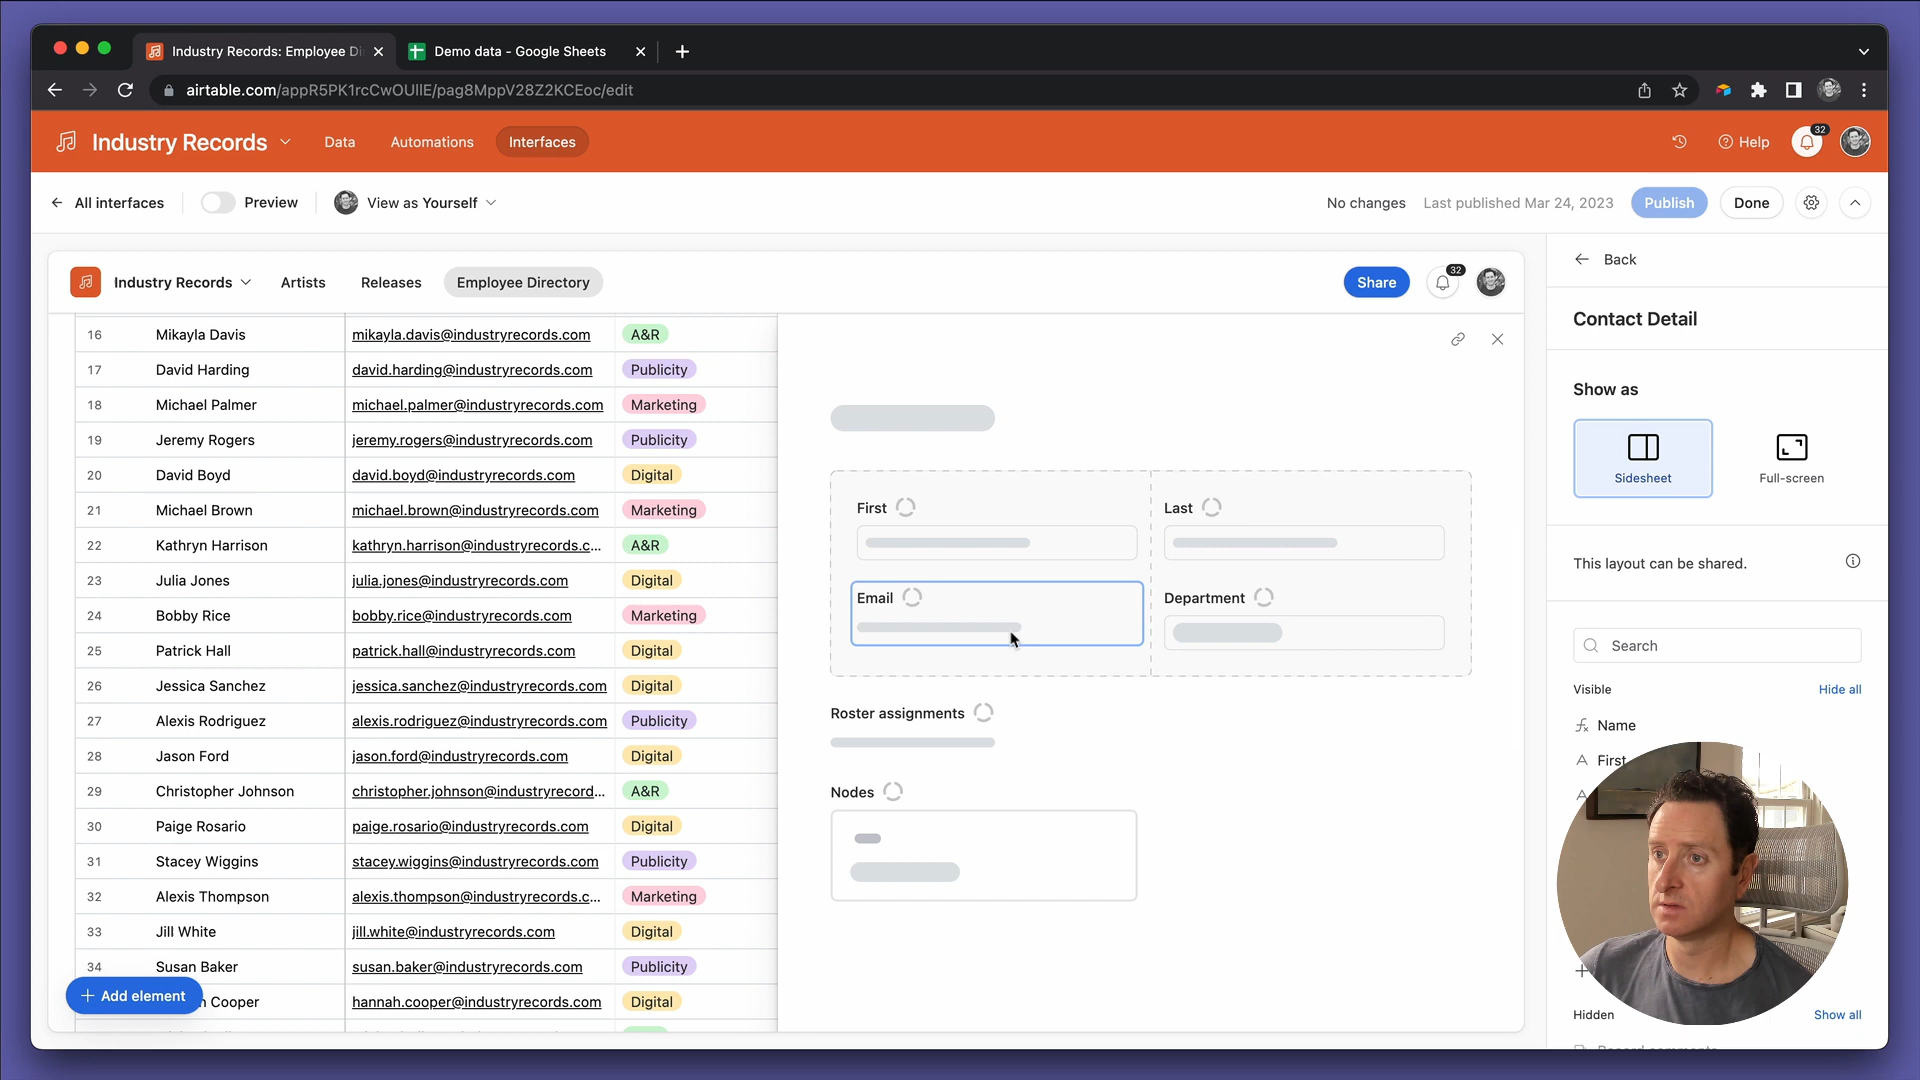 Industry Records: Employee Di
Demo data - Google Sheets
airtable.com/appR5PK1rcCwOUIlE/pag8MppV28Z2KCEoc/edit
Industry Records
Data
Automations
Interfaces
Help
32
All interfaces
Preview
View as Yourself
No changes
Last published Mar 24, 2023
Publish
Done
Industry Records
Artists
Releases
Employee Directory
Share
32
16 Mikayla Davis mikayla.davis@industryrecords.com A&R
17 David Harding david.harding@industryrecords.com Publicity
18 Michael Palmer michael.palmer@industryrecords.com Marketing
19 Jeremy Rogers jeremy.rogers@industryrecords.com Publicity
20 David Boyd david.boyd@industryrecords.com Digital
21 Michael Brown michael.brown@industryrecords.com Marketing
22 Kathryn Harrison kathryn.harrison@industryrecords.c... A&R
23 Julia Jones julia.jones@industryrecords.com Digital
24 Bobby Rice bobby.rice@industryrecords.com Marketing
25 Patrick Hall patrick.hall@industryrecords.com Digital
26 Jessica Sanchez jessica.sanchez@industryrecords.com Digital
27 Alexis Rodriguez alexis.rodriguez@industryrecords.com Publicity
28 Jason Ford jason.ford@industryrecords.com Digital
29 Christopher Johnson christopher.johnson@industryrecord... A&R
30 Paige Rosario paige.rosario@industryrecords.com Digital
31 Stacey Wiggins stacey.wiggins@industryrecords.com Publicity
32 Alexis Thompson alexis.thompson@industryrecords.c... Marketing
33 Jill White jill.white@industryrecords.com Digital
34 Susan Baker susan.baker@industryrecords.com Publicity
Cooper hannah.cooper@industryrecords.com Digital
+ Add element
First
Last
Email
Department
Roster assignments
Nodes
Back
Contact Detail
Show as
Sidesheet
Full-screen
This layout can be shared.
Search
Visible
Hide all
Name
First
Hidden
Show all